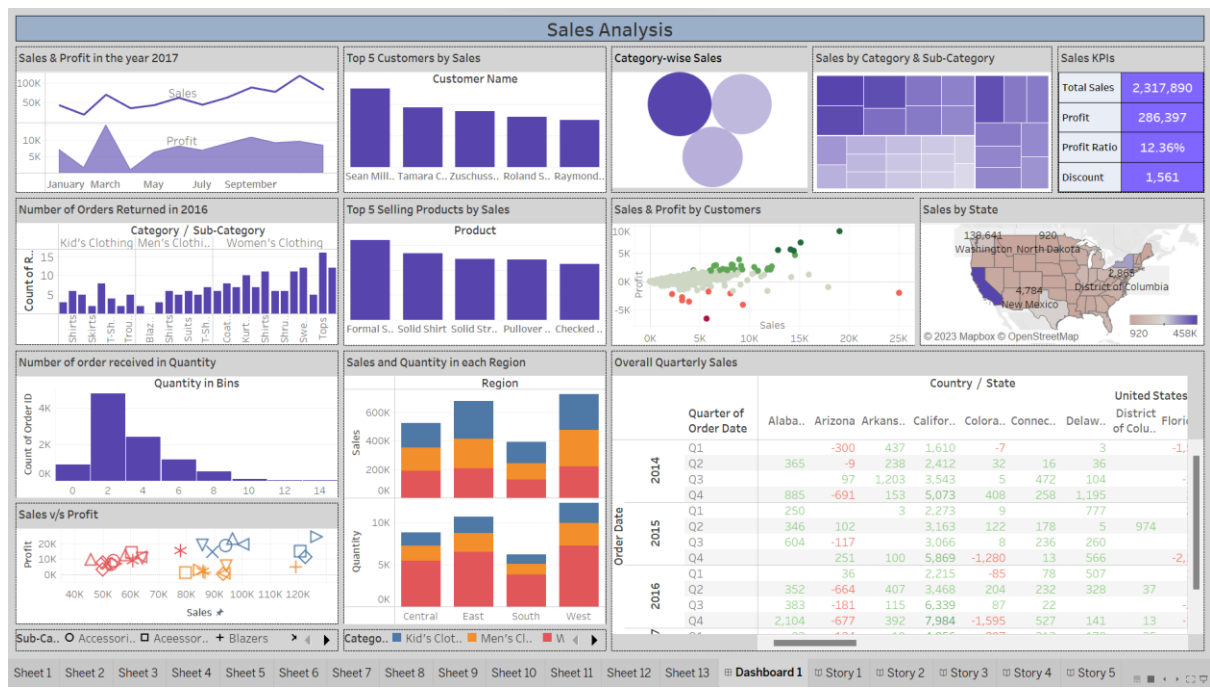 Sales Analysis
Sales & Profit in the year 2017
100K
50K
Sales
10K
5K
Profit
January March May July September
Top 5 Customers by Sales
Customer Name
Sean Mill.. Tamara C.. Zuschuss.. Roland S.. Raymond..
Category-wise Sales
Sales by Category & Sub-Category
Sales KPIs
Total Sales 2,317,890
Profit 286,397
Profit Ratio 12.36%
Discount 1,561
Number of Orders Returned in 2016
Category / Sub-Category
Kid's Clothing Men's Clothi.. Women's Clothing
Count of R..
15
10
5
Shirts Skirts T-Sh.. Trou.. Blaz.. Shirts Suits T-Sh.. Coat.. Kurt.. Shirts Shru.. Swe.. Tops
Top 5 Selling Products by Sales
Product
Formal S.. Solid Shirt Solid Str.. Pullover .. Checked ..
Sales & Profit by Customers
Profit
10K
5K
0K
-5K
Sales
0K 5K 10K 15K 20K 25K
Sales by State
138,641 920
Washington North Dakota
2,865
District of Columbia
4,784
New Mexico
© 2023 Mapbox © OpenStreetMap
920 458K
Number of order received in Quantity
Quantity in Bins
Count of Order ID
4K
2K
0K
0 2 4 6 8 10 12 14
Sales v/s Profit
Profit
20K
10K
0K
40K 50K 60K 70K 80K 90K 100K 110K 120K
Sales
Sub-Ca.. Accessori.. Aceessor.. Blazers
Sales and Quantity in each Region
Region
Sales
600K
400K
200K
0K
Quantity
10K
5K
0K
Central East South West
Catego.. Kid's Clot.. Men's Cl.. W
Overall Quarterly Sales
Country / State
United States
Quarter of Order Date Alaba.. Arizona Arkans.. Califor.. Colora.. Connec.. Delaw.. District of Colu.. Floric
Order Date
2014
Q1 -300 437 1,610 -7 3 -1,
Q2 365 -9 238 2,412 32 16 36
Q3 97 1,203 3,543 5 472 104 -
Q4 885 -691 153 5,073 408 258 1,195
2015
Q1 250 3 2,273 9 777
Q2 346 102 3,163 122 178 5 974
Q3 604 -117 3,066 8 236 260
Q4 251 100 5,869 -1,280 13 566 -2,
2016
Q1 36 2,215 -85 78 507
Q2 352 -664 407 3,468 204 232 328 37
Q3 383 -181 115 6,339 87 22
Q4 2,104 -677 392 7,984 -1,595 527 141 13 -
Sheet 1 Sheet 2 Sheet 3 Sheet 4 Sheet 5 Sheet 6 Sheet 7 Sheet 8 Sheet 9 Sheet 10 Sheet 11 Sheet 12 Sheet 13 Dashboard 1 Story 1 Story 2 Story 3 Story 4 Story 5